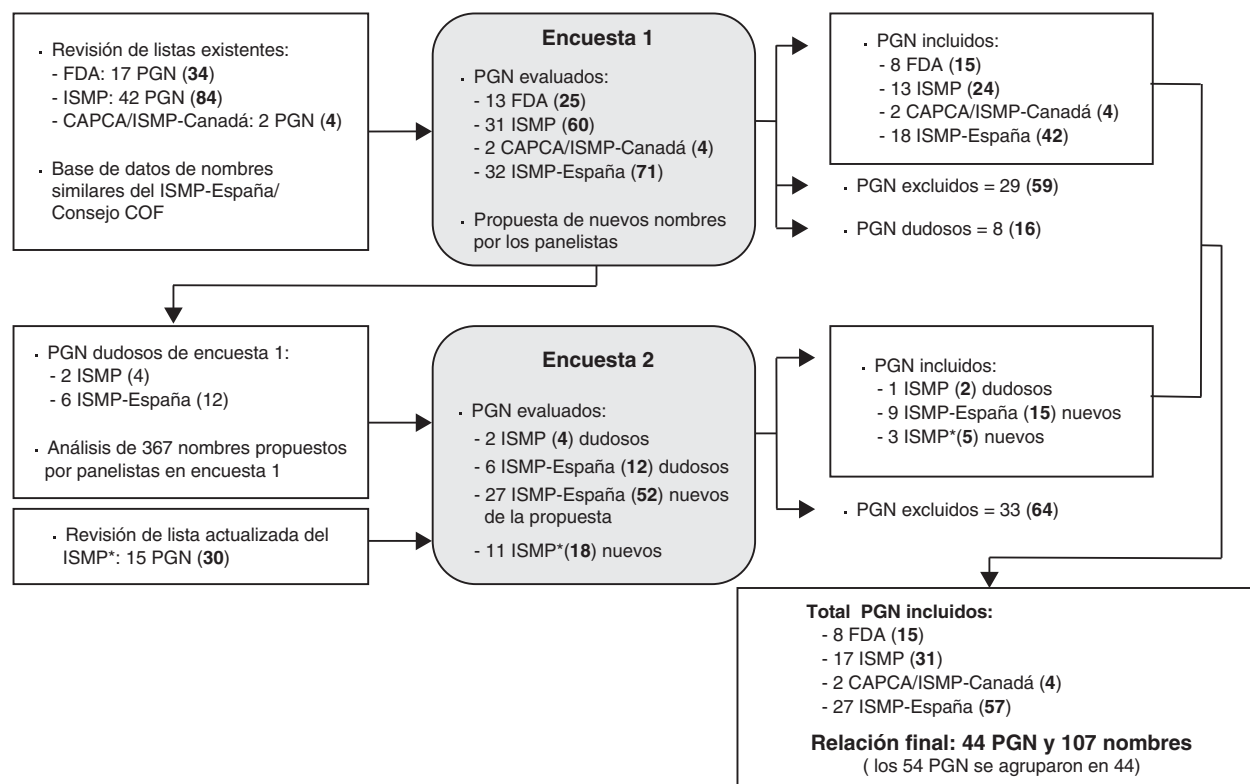 · Revisión de listas existentes:
- FDA: 17 PGN (34)
- ISMP: 42 PGN (84)
- CAPCA/ISMP-Canadá: 2 PGN (4)
· Base de datos de nombres
similares del ISMP-España/
Consejo COF
Encuesta 1
· PGN evaluados:
- 13 FDA (25)
- 31 ISMP (60)
- 2 CAPCA/ISMP-Canadá (4)
- 32 ISMP-España (71)
· Propuesta de nuevos nombres
por los panelistas
· PGN incluidos:
- 8 FDA (15)
- 13 ISMP (24)
- 2 CAPCA/ISMP-Canadá (4)
- 18 ISMP-España (42)
· PGN excluidos = 29 (59)
· PGN dudosos = 8 (16)
· PGN dudosos de encuesta 1:
- 2 ISMP (4)
- 6 ISMP-España (12)
· Análisis de 367 nombres propuestos
por panelistas en encuesta 1
· Revisión de lista actualizada del
ISMP*: 15 PGN (30)
Encuesta 2
· PGN evaluados:
- 2 ISMP (4) dudosos
- 6 ISMP-España (12) dudosos
- 27 ISMP-España (52) nuevos
de la propuesta
- 11 ISMP*(18) nuevos
· PGN incluidos:
- 1 ISMP (2) dudosos
- 9 ISMP-España (15) nuevos
- 3 ISMP*(5) nuevos
· PGN excluidos = 33 (64)
Total PGN incluidos:
- 8 FDA (15)
- 17 ISMP (31)
- 2 CAPCA/ISMP-Canadá (4)
- 27 ISMP-España (57)
Relación final: 44 PGN y 107 nombres
( los 54 PGN se agruparon en 44)